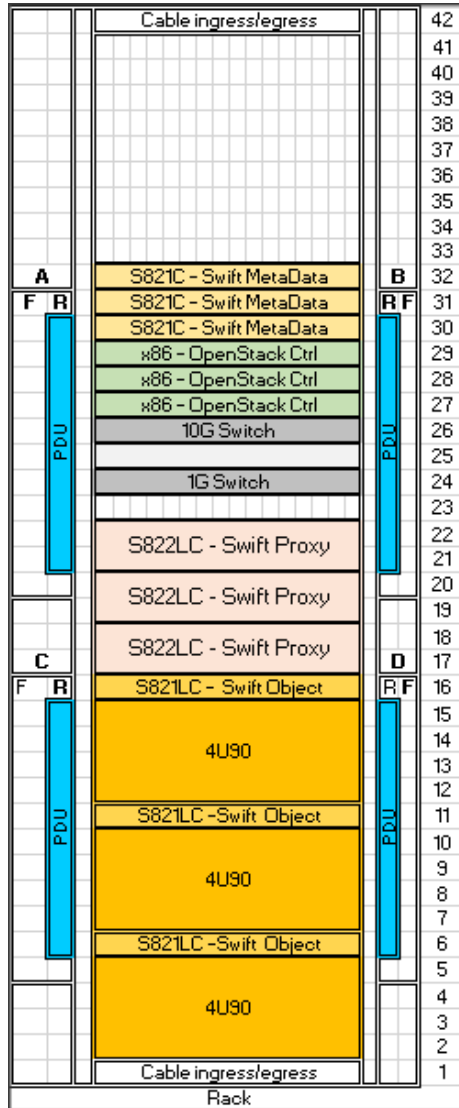 Cable ingress/egress 42
41
40
39
38
37
36
35
34
33
A S821C - Swift MetaData B 32
F R S821C - Swift MetaData R F 31
S821C - Swift MetaData 30
x86 - OpenStack Ctrl 29
x86 - OpenStack Ctrl 28
x86 - OpenStack Ctrl 27
PDU 10G Switch PDU 26
25
1G Switch 24
23
S822LC - Swift Proxy 22
21
S822LC - Swift Proxy 20
19
S822LC - Swift Proxy 18
C D 17
F R S821LC - Swift Object R F 16
15
4U90 14
13
12
S821LC -Swift Object 11
PDU PDU 10
4U90 9
8
7
S821LC -Swift Object 6
5
4U90 4
3
2
Cable ingress/egress 1
Rack